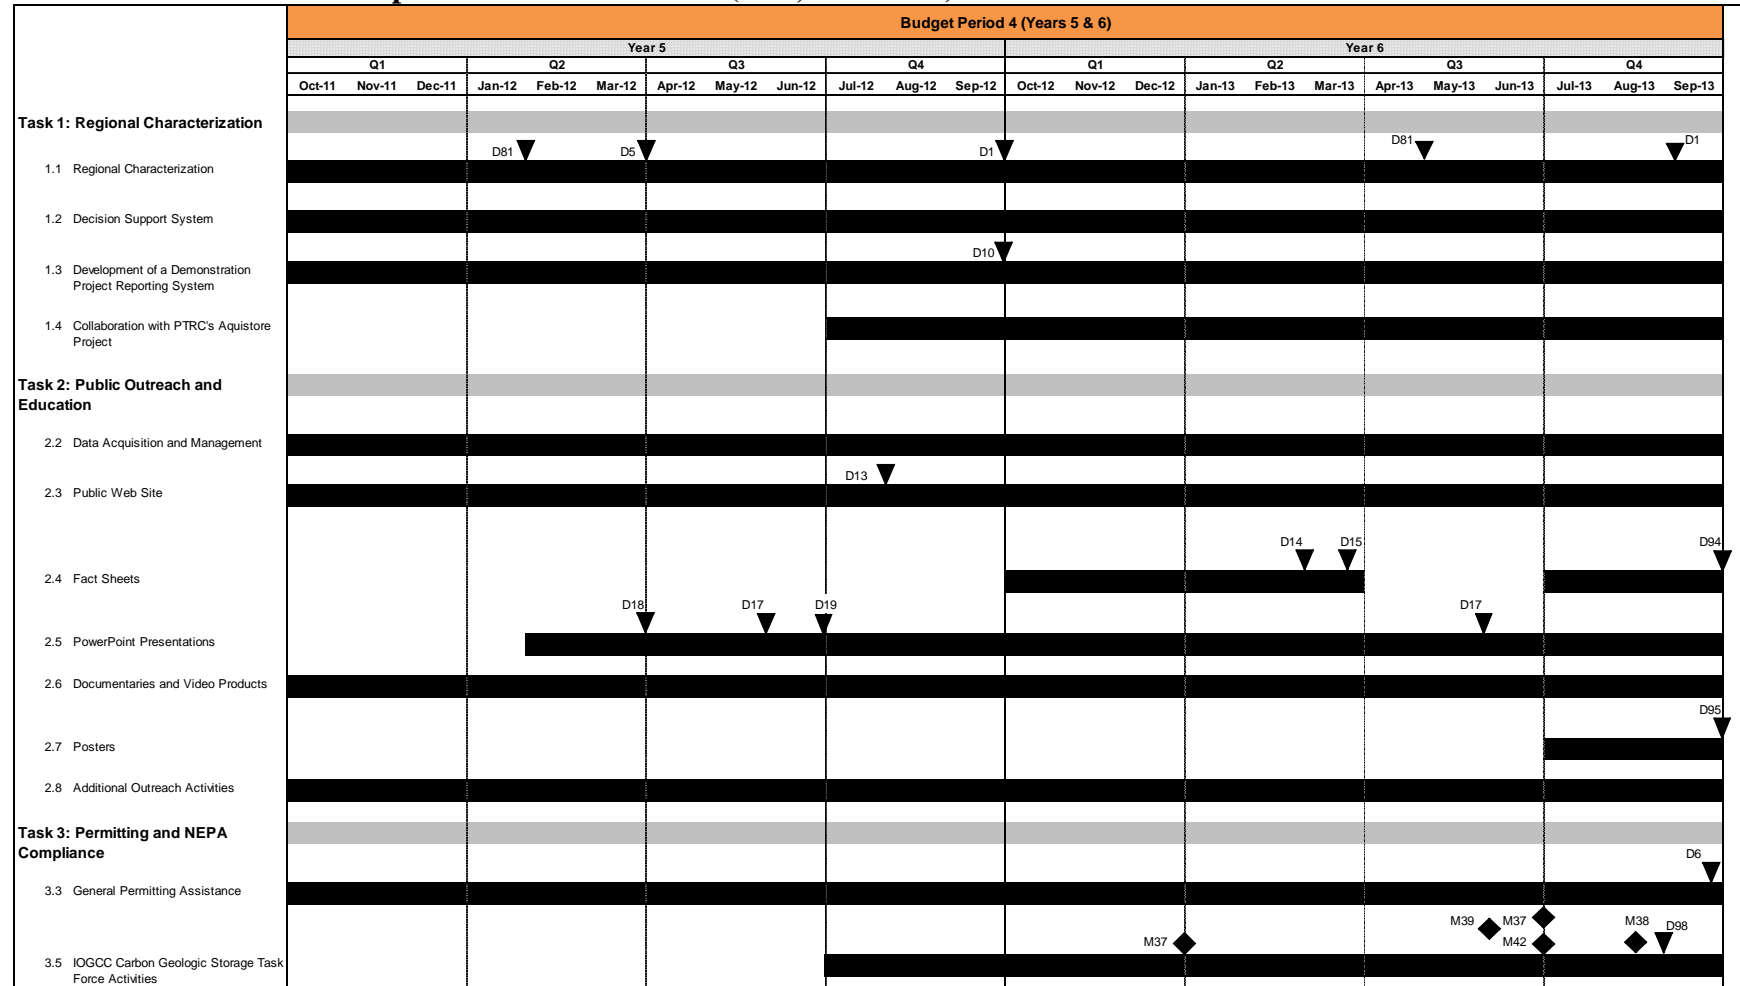 Budget Period 4 (Years 5 & 6)
Year 5 Year 6
Q1 Q2 Q3 Q4 Q1 Q2 Q3 Q4
Oct-11 Nov-11 Dec-11 Jan-12 Feb-12 Mar-12 Apr-12 May-12 Jun-12 Jul-12 Aug-12 Sep-12 Oct-12 Nov-12 Dec-12 Jan-13 Feb-13 Mar-13 Apr-13 May-13 Jun-13 Jul-13 Aug-13 Sep-13
Task 1: Regional Characterization
D81 D5 D1 D81 D1
1.1 Regional Characterization
1.2 Decision Support System
D10
1.3 Development of a Demonstration
Project Reporting System
1.4 Collaboration with PTRC's Aquistore
Project
Task 2: Public Outreach and
Education
2.2 Data Acquisition and Management
D13
2.3 Public Web Site
D14 D15 D94
2.4 Fact Sheets
D18 D17 D19 D17
2.5 PowerPoint Presentations
2.6 Documentaries and Video Products
D95
2.7 Posters
2.8 Additional Outreach Activities
Task 3: Permitting and NEPA
Compliance
D6
3.3 General Permitting Assistance
M39 M37 M38 D98
M37 M42
3.5 IOGCC Carbon Geologic Storage Task
Force Activities